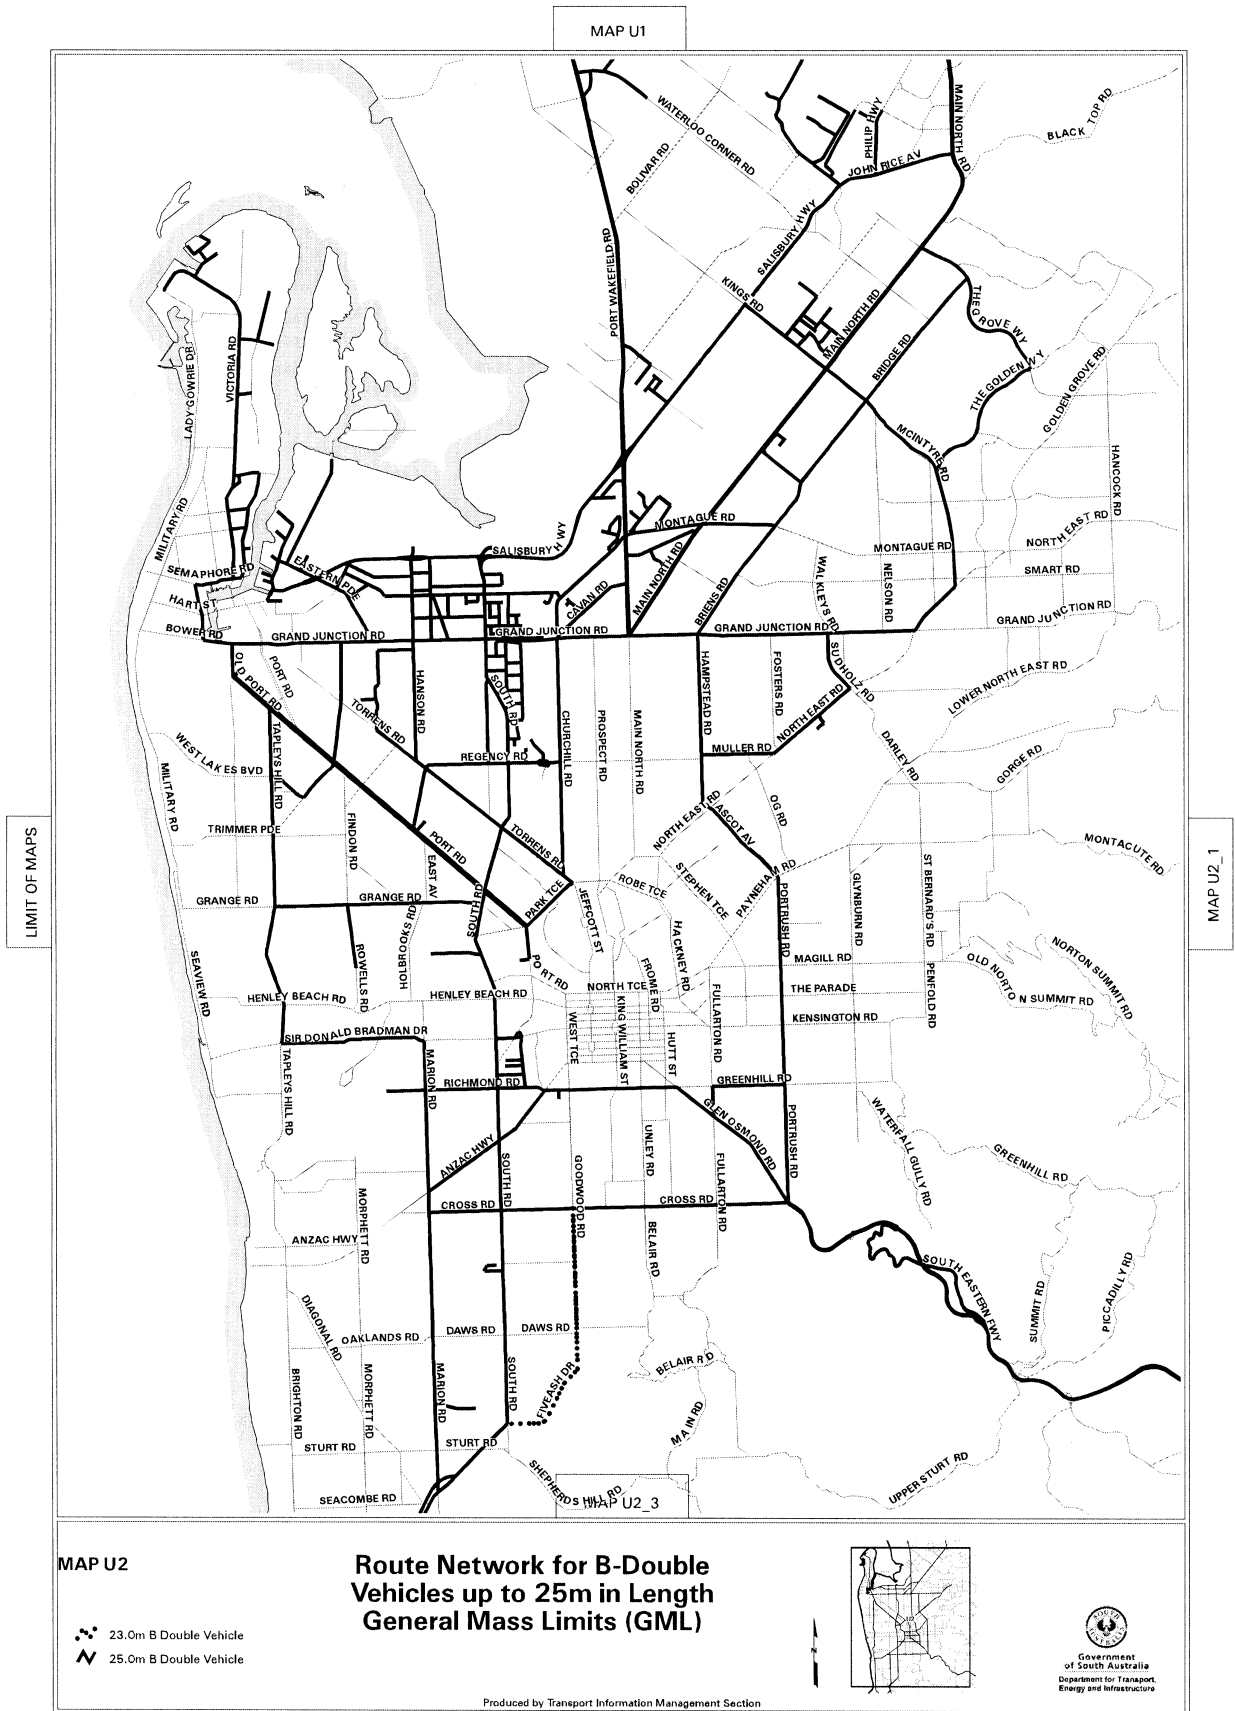 MAP U1
WATERLOO CORNER RD
BOLIVAR RD
PHILIP HWY
JOHN RICE AV
MAIN NORTH RD
BLACK TOP RD
PORT WAKEFIELD RD
SALISBURY HWY
KINGS RD
MAIN NORTH RD
BRIDGE RD
THE GROVE WY
THE GOLDEN WY
GOLDEN GROVE RD
LADY GOWRIE DR
VICTORIA RD
MCINTYRE RD
HANCOCK RD
MILITARY RD
SALISBURY HWY
MONTAGUE RD
MONTAGUE RD
NORTH EAST RD
SEMAPHORE RD
EASTERN PDE
CAVAN RD
MAIN NORTH RD
BRIENS RD
WALKLEY'S RD
NELSON RD
SMART RD
HART ST
BOWER RD
GRAND JUNCTION RD
GRAND JUNCTION RD
GRAND JUNCTION RD
GRAND JUNCTION RD
OLD PORT RD
PORT RD
HANSON RD
SOUTH RD
HAMPSTEAD RD
FOSTERS RD
SUDHOLZ RD
LOWER NORTH EAST RD
TORRENS RD
CHURCHILL RD
PROSPECT RD
MAIN NORTH RD
NORTH EAST RD
WEST LAKES BVD
TAPLEYS HILL RD
REGENCY RD
MULLER RD
DARLEY RD
GORGE RD
MILITARY RD
TRIMMER PDE
FINDON RD
PORT RD
EAST AV
TORRENS RD
NORTH EAST RD
ASCOT AV
OG RD
MONTACUTE RD
GRANGE RD
GRANGE RD
HOLBROOKS RD
SOUTH RD
PARK TCE
JEFFCOTT ST
ROBE TCE
STEPHEN TCE
PAYNEHAM RD
PORTRUSH RD
GLYNBURN RD
ST BERNARD'S RD
SEAVIEW RD
ROWELLS RD
HACKNEY RD
FROME RD
MAGILL RD
OLD NORTON SUMMIT RD
NORTON SUMMIT RD
HENLEY BEACH RD
HENLEY BEACH RD
PORT RD
NORTH TCE
THE PARADE
PENFOLD RD
SIR DONALD BRADMAN DR
WEST TCE
KING WILLIAM ST
HUTT ST
FULLARTON RD
KENSINGTON RD
TAPLEYS HILL RD
MARION RD
RICHMOND RD
GREENHILL RD
GLEN OSMOND RD
PORTRUSH RD
WATERFALL GULLY RD
GREENHILL RD
ANZAC HWY
SOUTH RD
GOODWOOD RD
UNLEY RD
FULLARTON RD
CROSS RD
CROSS RD
MORPHETT RD
ANZAC HWY
BELAIR RD
SOUTH EASTERN FWY
SUMMIT RD
PICCADILLY RD
DIAGONAL RD
OAKLANDS RD
DAWS RD
DAWS RD
BELAIR RD
BRIGHTON RD
MORPHETT RD
MARION RD
SOUTH RD
FIVEASH DR
MAIN RD
STURT RD
STURT RD
SHEPHERDS HILL RD
UPPER STURT RD
SEACOMBE RD
MAP U2_3
LIMIT OF MAPS
MAP U2_1
MAP U2
Route Network for B-Double
Vehicles up to 25m in Length
General Mass Limits (GML)
23.0m B Double Vehicle
25.0m B Double Vehicle
N
SOUTH
AUSTRALIA
Government
of South Australia
Department for Transport,
Energy and Infrastructure
Produced by Transport Information Management Section